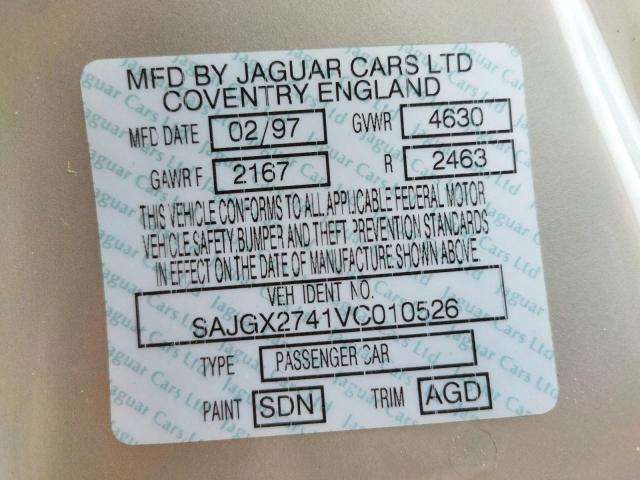 MFD BY JAGUAR CARS LTD
COVENTRY ENGLAND
MFD DATE 02/97 GVWR 4630
GAWR F 2167 R 2463
THIS VEHICLE CONFORMS TO ALL APPLICABLE FEDERAL MOTOR
VEHICLE SAFETY BUMPER AND THEFT PREVENTION STANDARDS
IN EFFECT ON THE DATE OF MANUFACTURE SHOWN ABOVE.
VEH IDENT NO.
SAJGX2741VC010526
TYPE PASSENGER CAR
PAINT SDN TRIM AGD